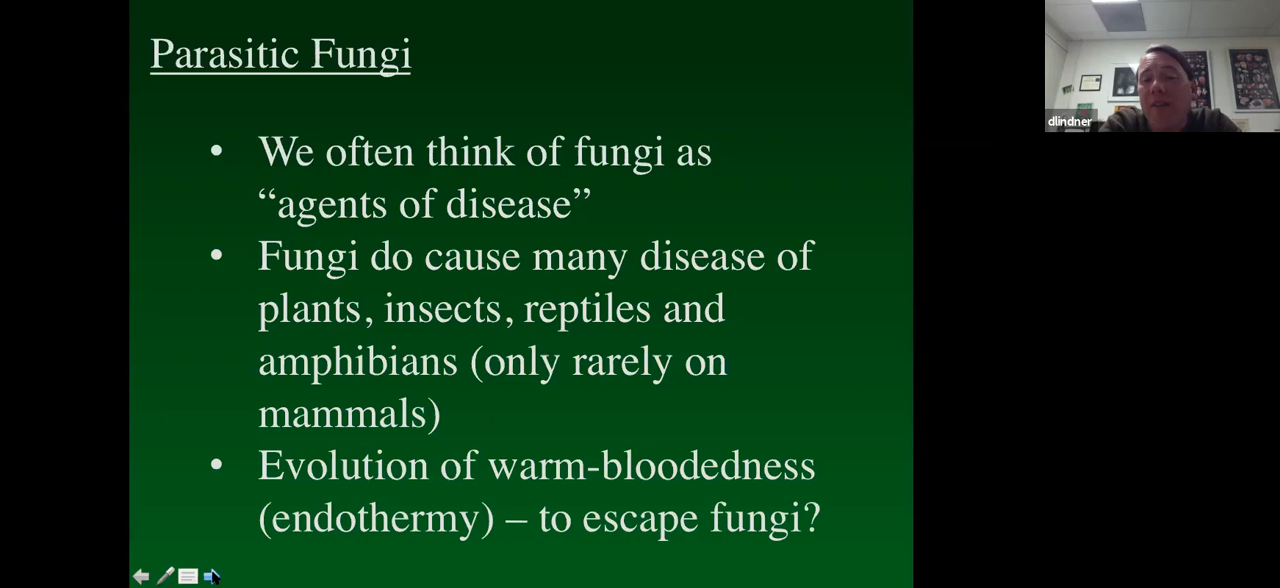 Parasitic Fungi
• We often think of fungi as
“agents of disease”
• Fungi do cause many disease of
plants, insects, reptiles and
amphibians (only rarely on
mammals)
• Evolution of warm-bloodedness
(endothermy) – to escape fungi?
dlindner